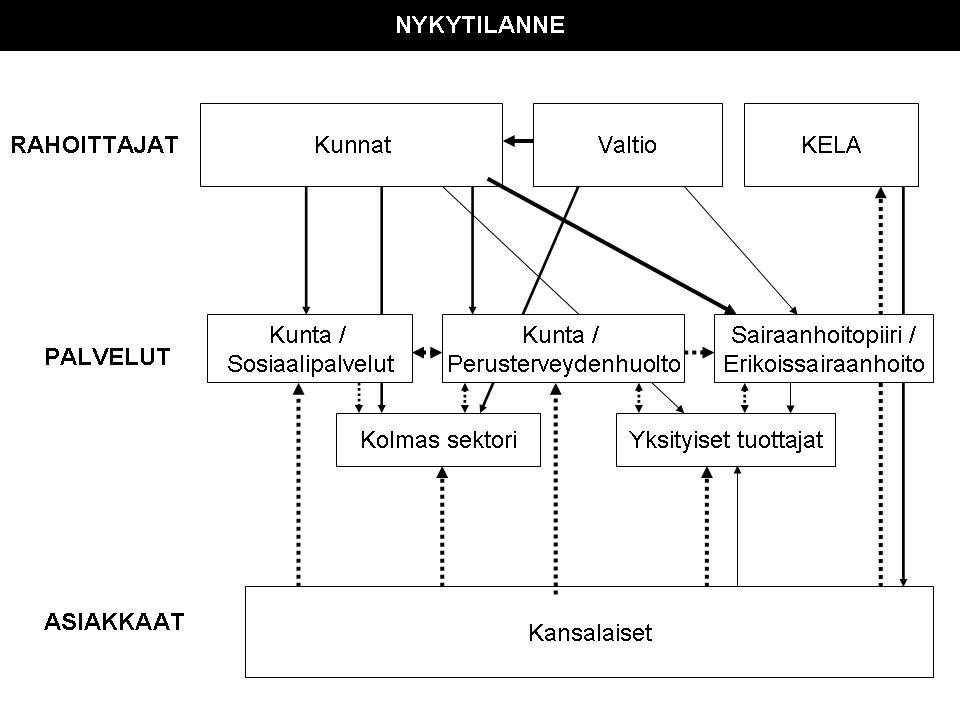 NYKYTILANNE
RAHOITTAJAT
Kunnat
Valtio
KELA
PALVELUT
Kunta /
Sosiaalipalvelut
Kunta /
Perusterveydenhuolto
Sairaanhoitopiiri /
Erikoissairaanhoito
Kolmas sektori
Yksityiset tuottajat
ASIAKKAAT
Kansalaiset